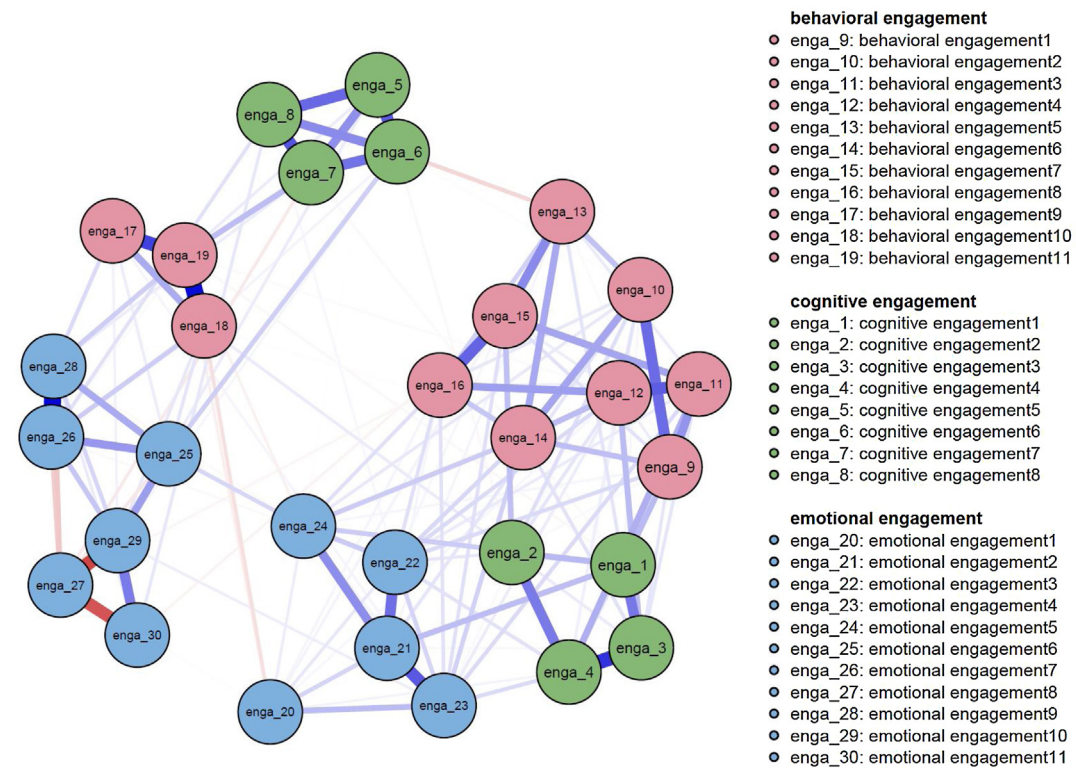 enga_5
enga_8
enga_6
enga_7
enga_13
enga_17
enga_19
enga_10
enga_15
enga_18
enga_28
enga_16
enga_12
enga_11
enga_26
enga_25
enga_14
enga_9
enga_24
enga_29
enga_22
enga_2
enga_1
enga_27
enga_30
enga_21
enga_3
enga_4
enga_20
enga_23
behavioral engagement
enga_9: behavioral engagement1
enga_10: behavioral engagement2
enga_11: behavioral engagement3
enga_12: behavioral engagement4
enga_13: behavioral engagement5
enga_14: behavioral engagement6
enga_15: behavioral engagement7
enga_16: behavioral engagement8
enga_17: behavioral engagement9
enga_18: behavioral engagement10
enga_19: behavioral engagement11
cognitive engagement
enga_1: cognitive engagement1
enga_2: cognitive engagement2
enga_3: cognitive engagement3
enga_4: cognitive engagement4
enga_5: cognitive engagement5
enga_6: cognitive engagement6
enga_7: cognitive engagement7
enga_8: cognitive engagement8
emotional engagement
enga_20: emotional engagement1
enga_21: emotional engagement2
enga_22: emotional engagement3
enga_23: emotional engagement4
enga_24: emotional engagement5
enga_25: emotional engagement6
enga_26: emotional engagement7
enga_27: emotional engagement8
enga_28: emotional engagement9
enga_29: emotional engagement10
enga_30: emotional engagement11